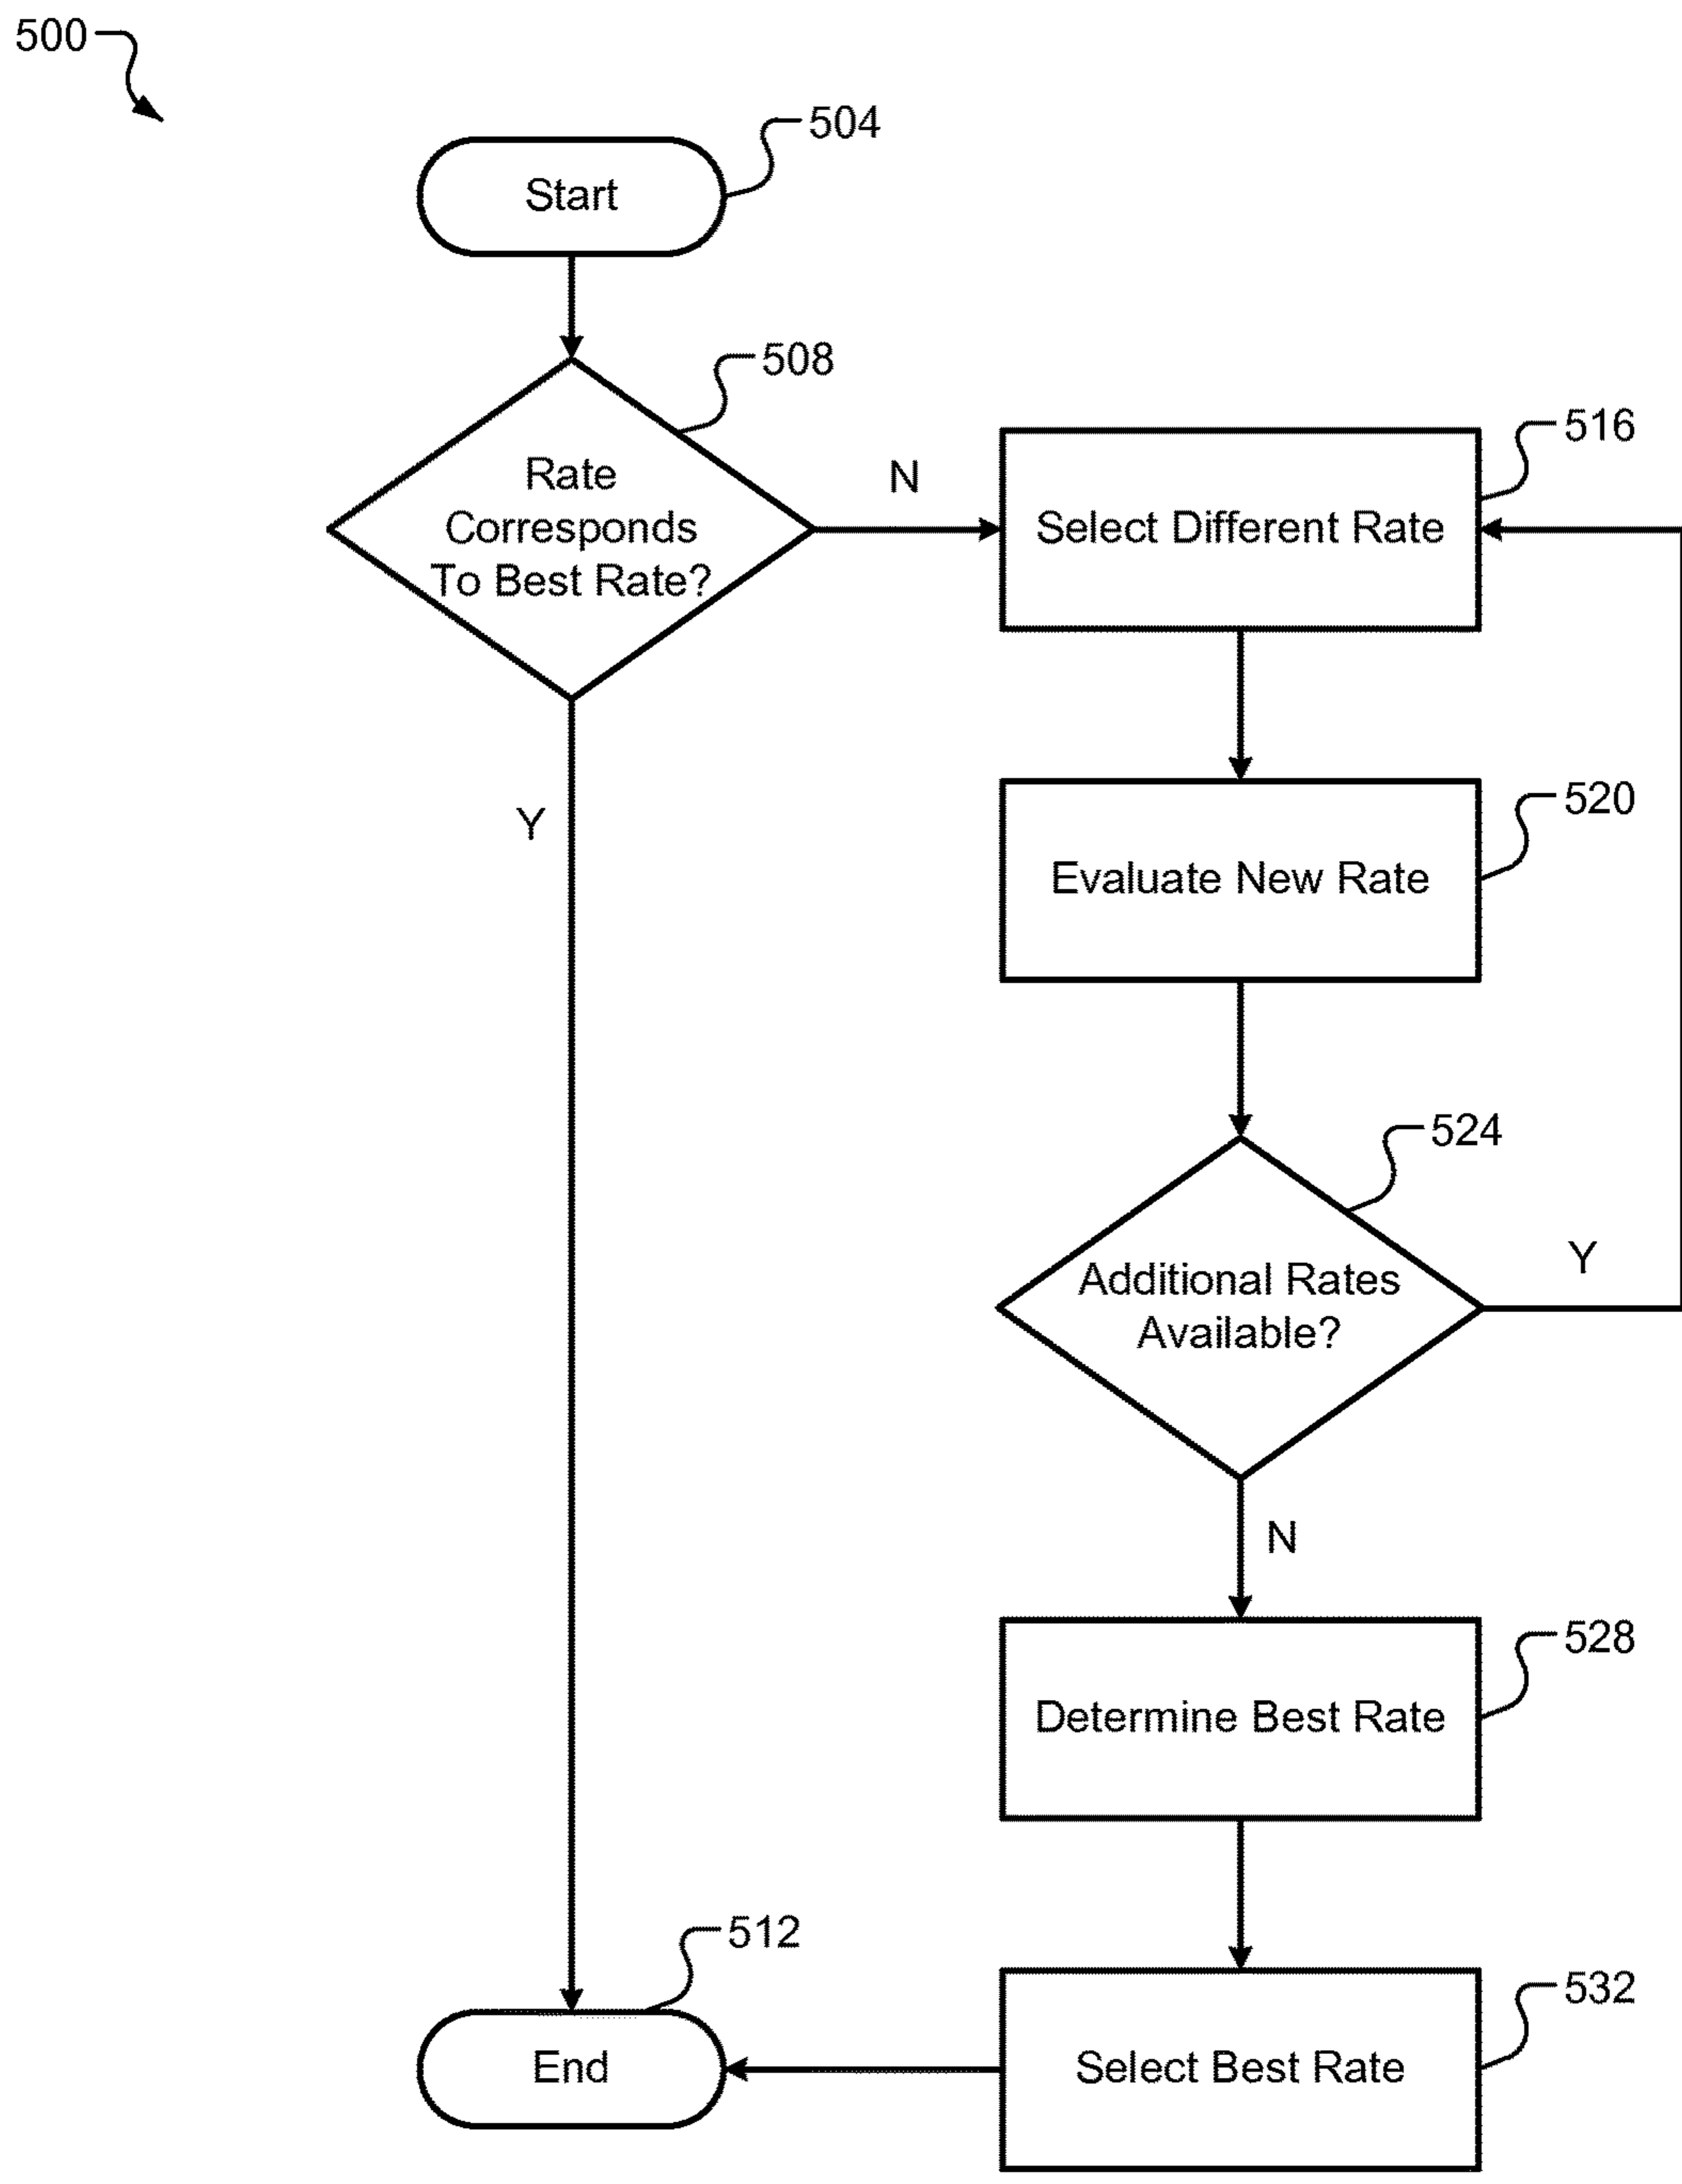 500
504
Start
508
Rate
Corresponds
To Best Rate?
N
Y
516
Select Different Rate
520
Evaluate New Rate
524
Additional Rates
Available?
Y
N
528
Determine Best Rate
532
Select Best Rate
512
End